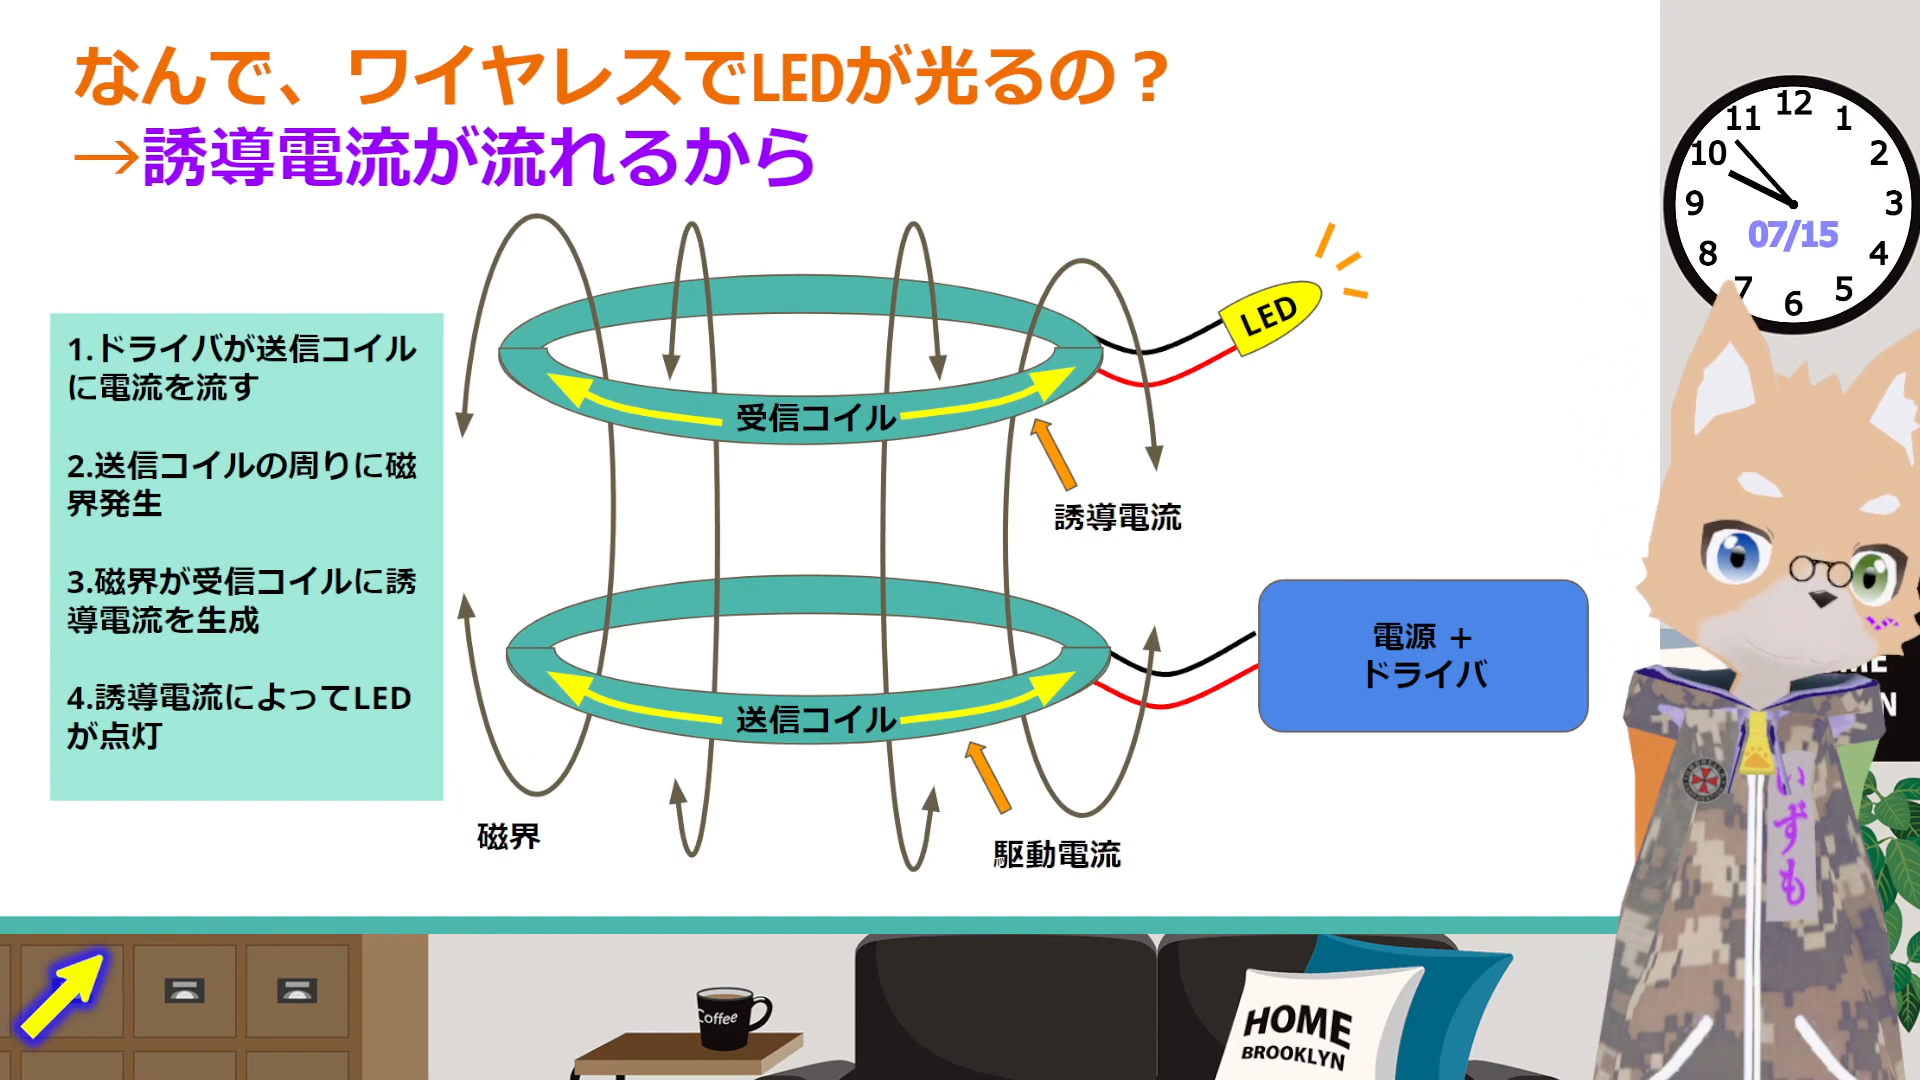 なんで、ワイヤレスでLEDが光るの？
→誘導電流が流れるから
1.ドライバが送信コイル
に電流を流す
2.送信コイルの周りに磁
界発生
3.磁界が受信コイルに誘
導電流を生成
4.誘導電流によってLED
が点灯
LED
受信コイル
誘導電流
電源 +
ドライバ
送信コイル
磁界
駆動電流
12
11
1
10
2
9
3
07/15
8
4
7
5
6
いずも
Coffee
HOME
BROOKLYN